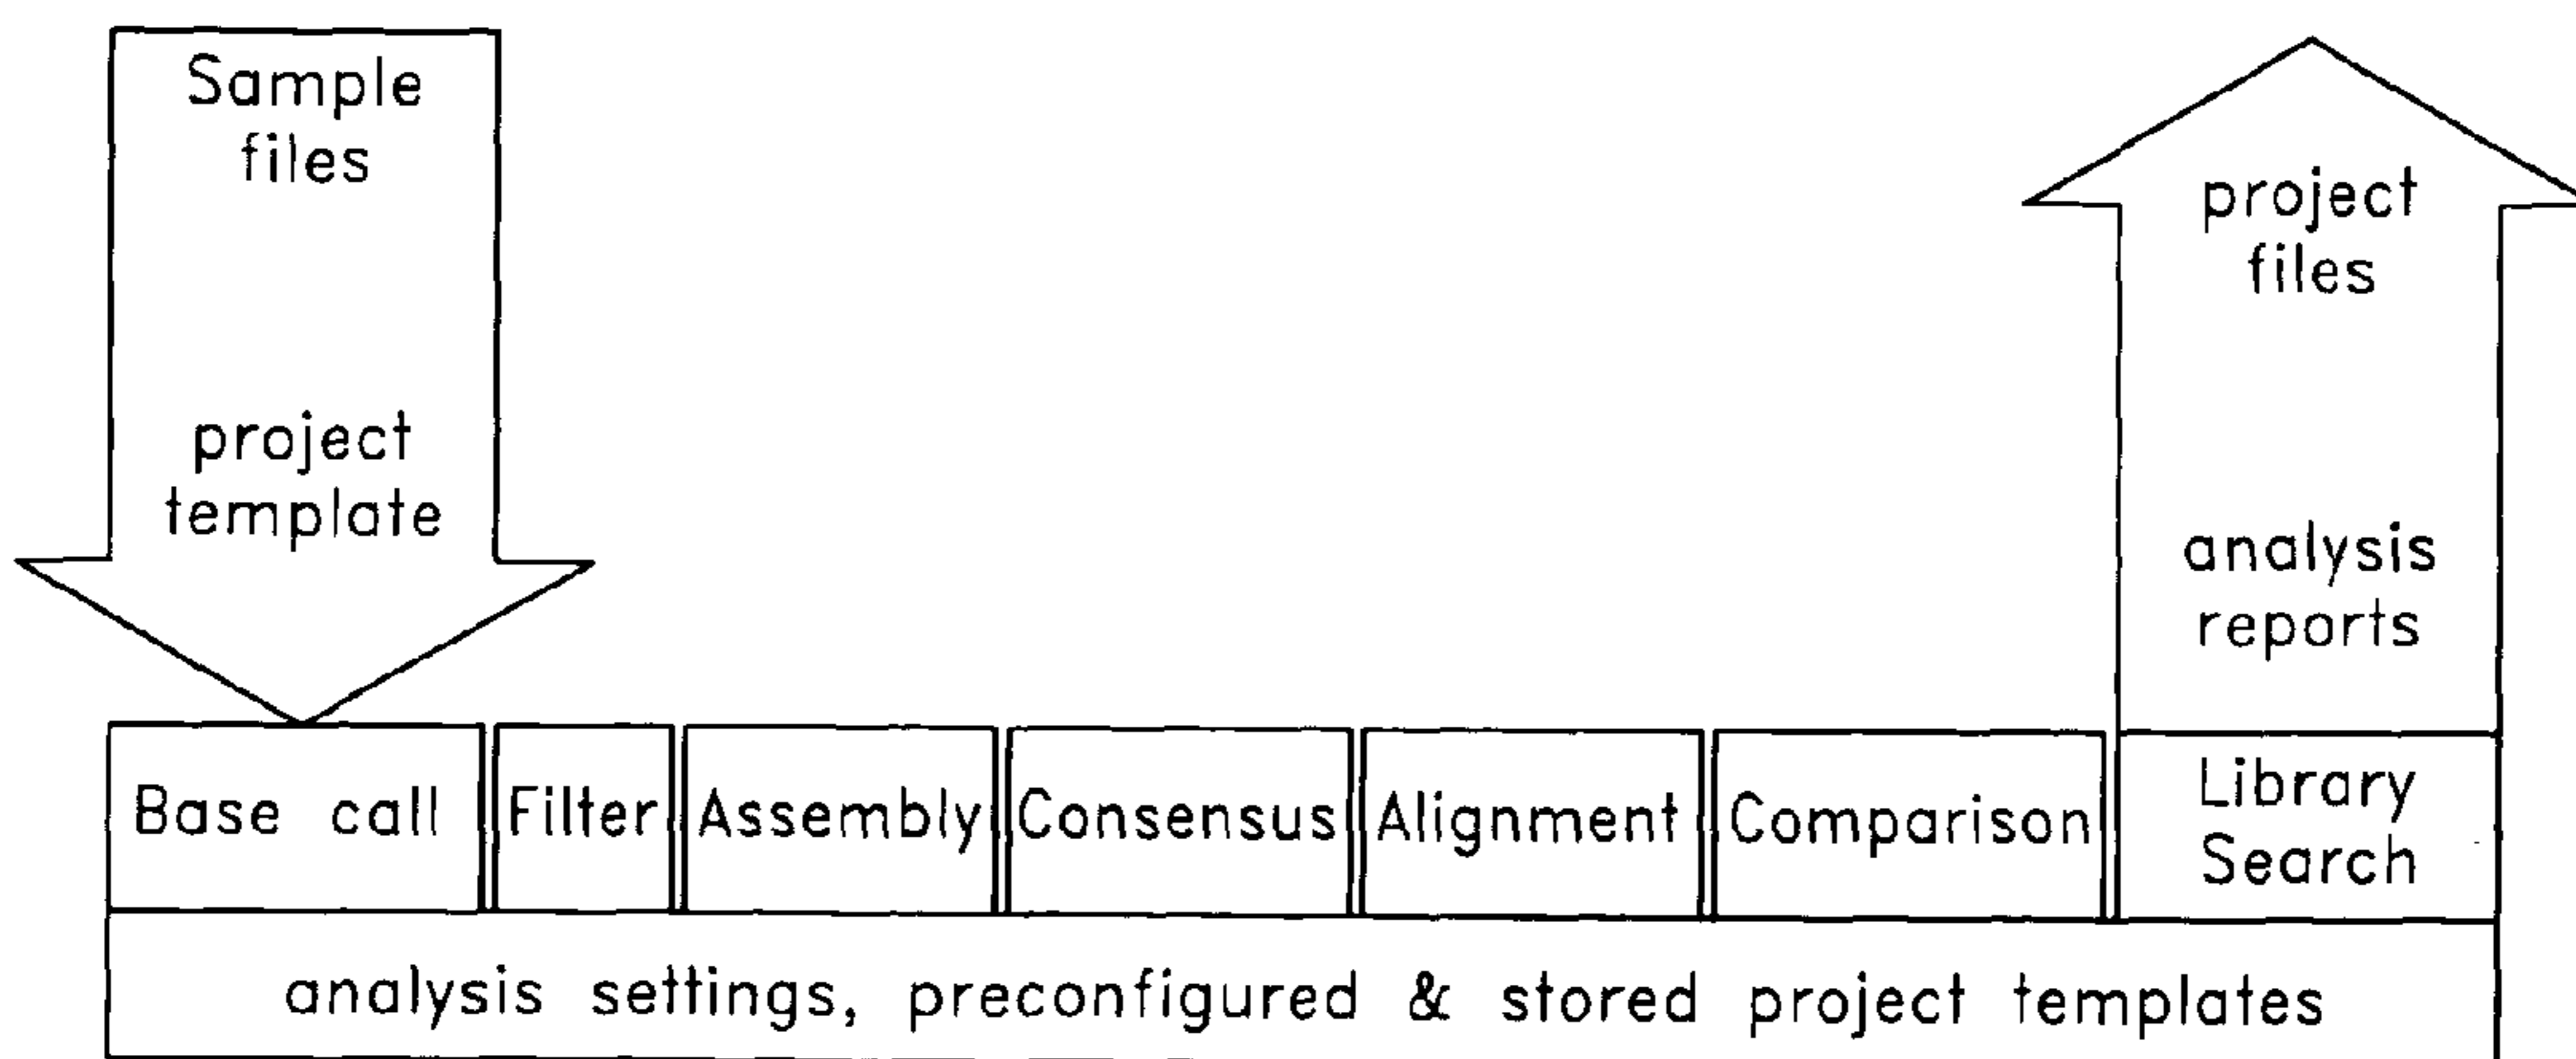 Sample
files
project
template
project
files
analysis
reports
Base call
Filter
Assembly
Consensus
Alignment
Comparison
Library
Search
analysis settings, preconfigured & stored project templates